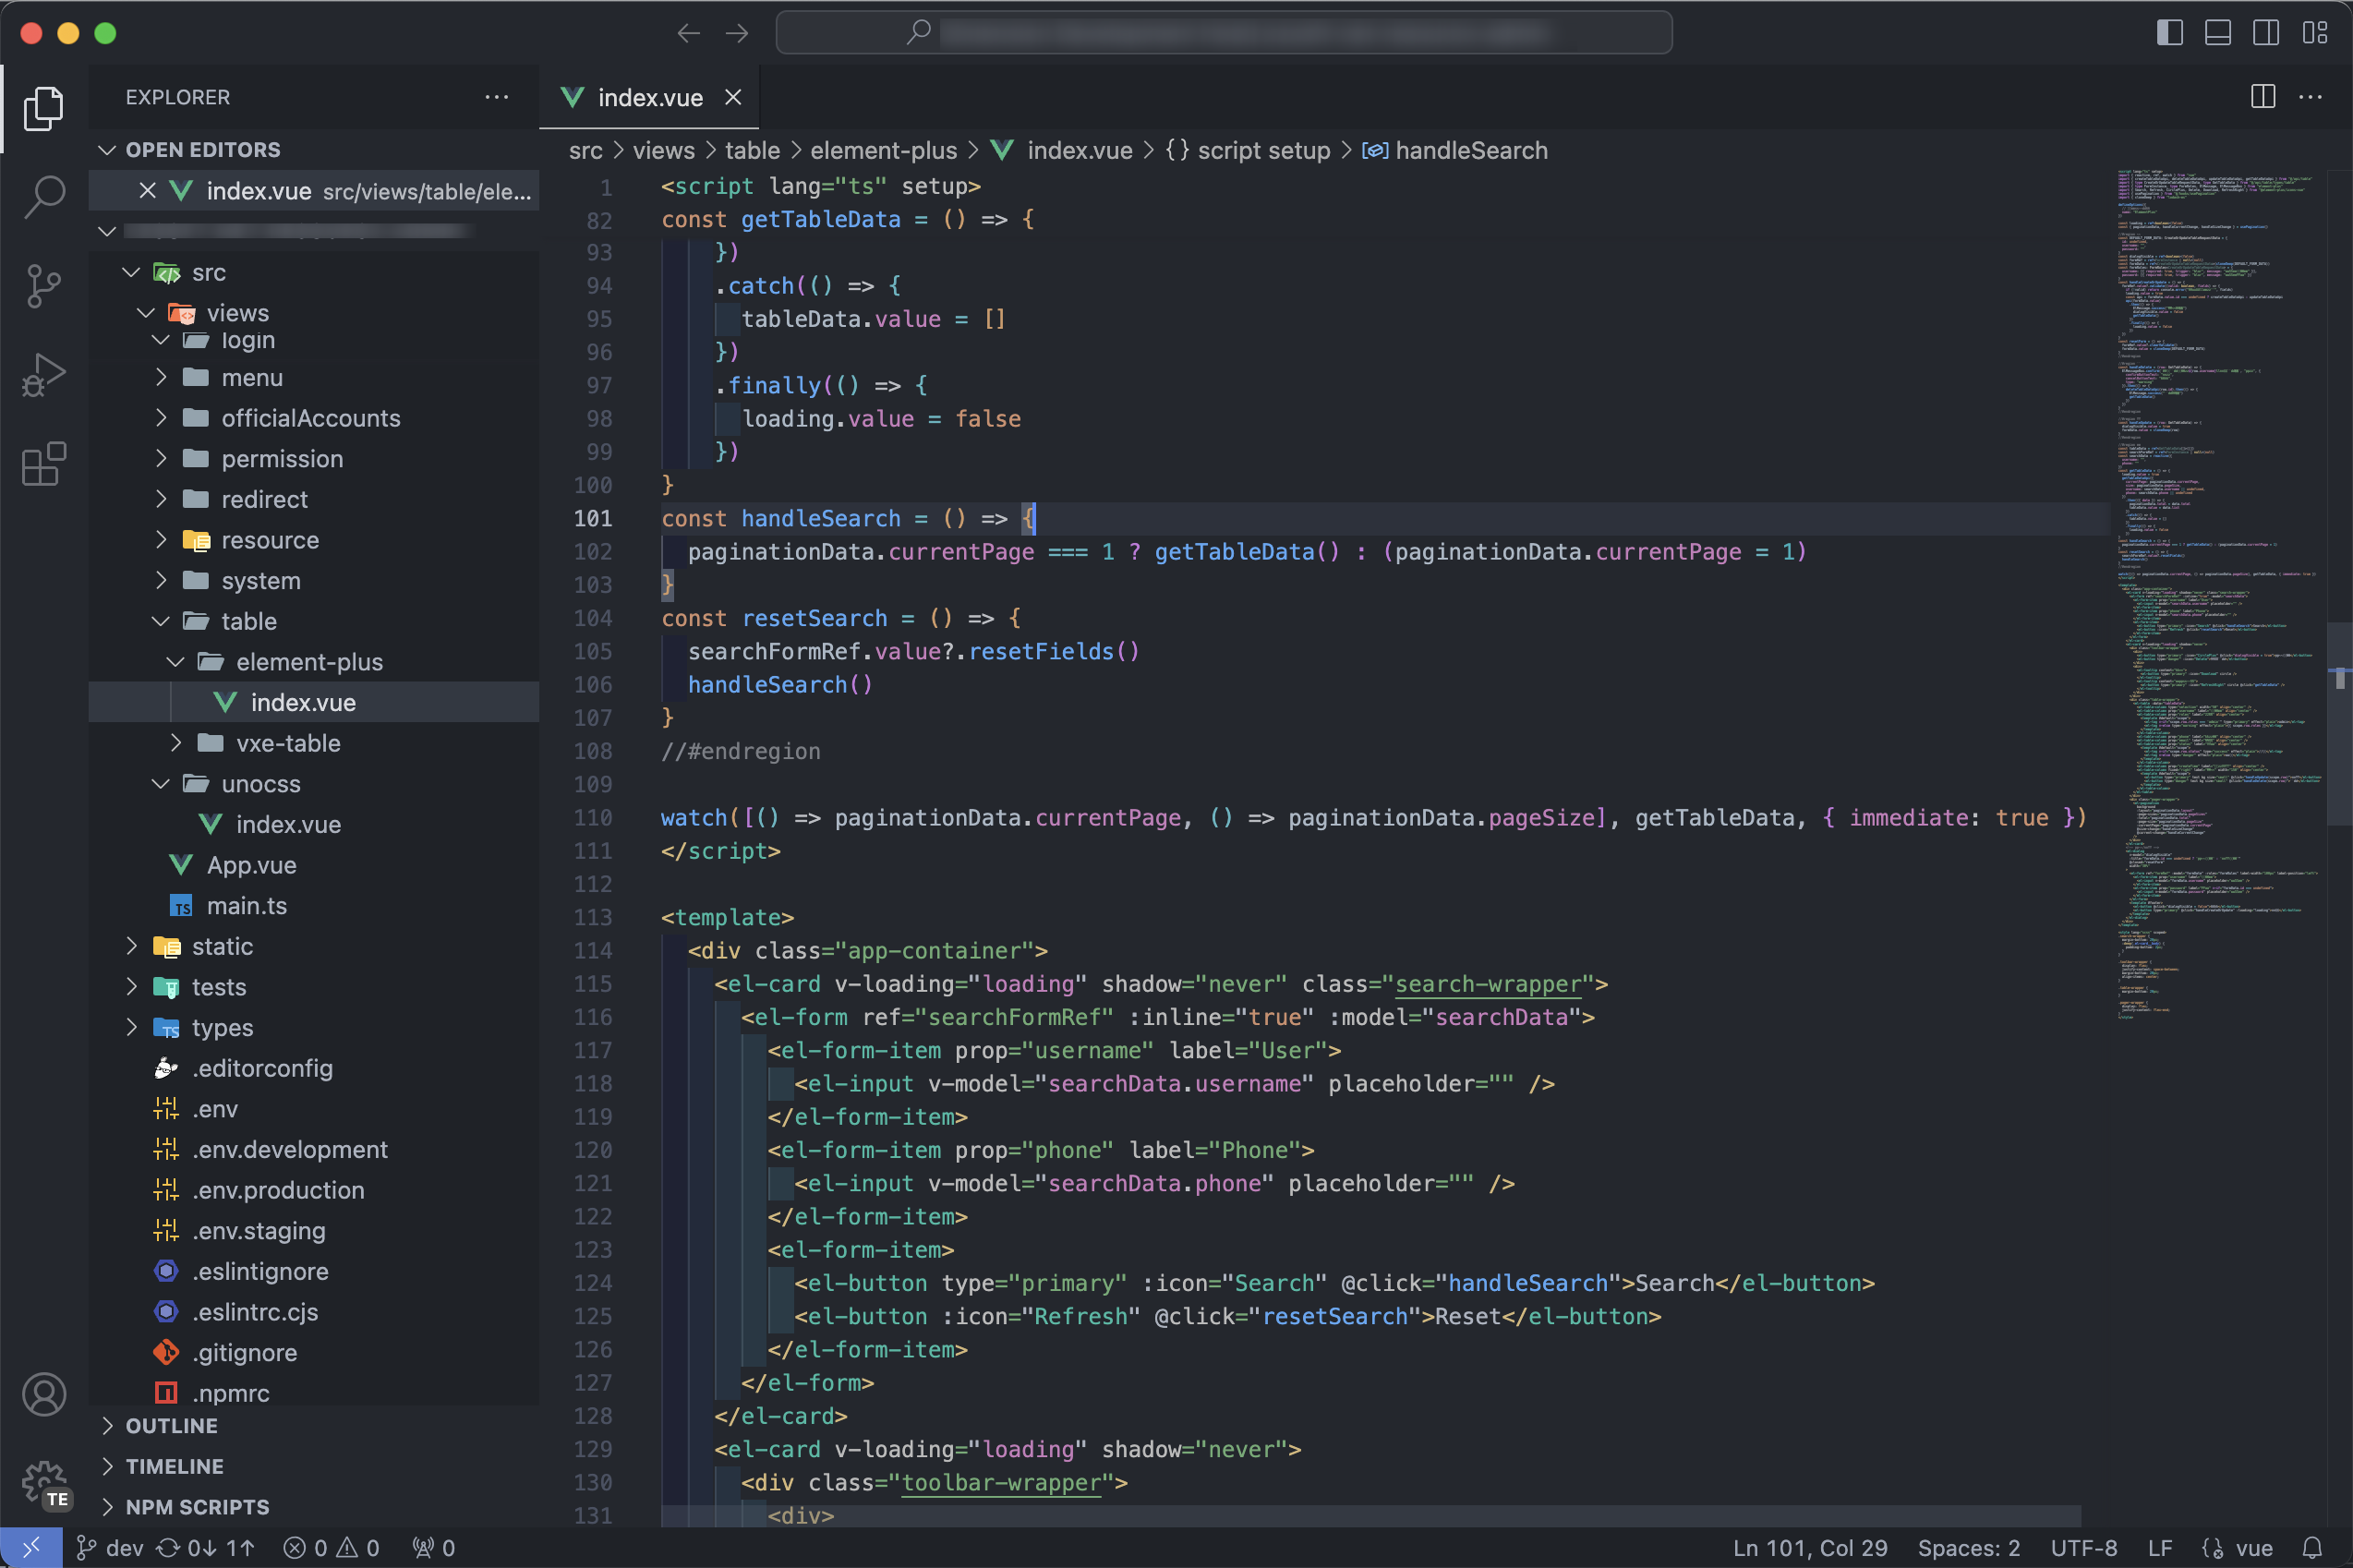 EXPLORER
index.vue
OPEN EDITORS
index.vue src/views/table/ele...
src
views
login
menu
officialAccounts
permission
redirect
resource
system
table
element-plus
index.vue
vxe-table
unocss
index.vue
App.vue
main.ts
static
tests
types
.editorconfig
.env
.env.development
.env.production
.env.staging
.eslintignore
.eslintrc.cjs
.gitignore
.npmrc
OUTLINE
TIMELINE
NPM SCRIPTS
TE
src > views > table > element-plus > index.vue > {} script setup > handleSearch
1 <script lang="ts" setup>
82 const getTableData = () => {
93 })
94 .catch(() => {
95 tableData.value = []
96 })
97 .finally(() => {
98 loading.value = false
99 })
100 }
101 const handleSearch = () => {
102 paginationData.currentPage === 1 ? getTableData() : (paginationData.currentPage = 1)
103 }
104 const resetSearch = () => {
105 searchFormRef.value?.resetFields()
106 handleSearch()
107 }
108 //#endregion
109
110 watch([() => paginationData.currentPage, () => paginationData.pageSize], getTableData, { immediate: true })
111 </script>
112
113 <template>
114 <div class="app-container">
115 <el-card v-loading="loading" shadow="never" class="search-wrapper">
116 <el-form ref="searchFormRef" :inline="true" :model="searchData">
117 <el-form-item prop="username" label="User">
118 <el-input v-model="searchData.username" placeholder="" />
119 </el-form-item>
120 <el-form-item prop="phone" label="Phone">
121 <el-input v-model="searchData.phone" placeholder="" />
122 </el-form-item>
123 <el-form-item>
124 <el-button type="primary" :icon="Search" @click="handleSearch">Search</el-button>
125 <el-button :icon="Refresh" @click="resetSearch">Reset</el-button>
126 </el-form-item>
127 </el-form>
128 </el-card>
129 <el-card v-loading="loading" shadow="never">
130 <div class="toolbar-wrapper">
131 <div>
dev 0↓ 1↑ 0 0 0 Ln 101, Col 29 Spaces: 2 UTF-8 LF vue